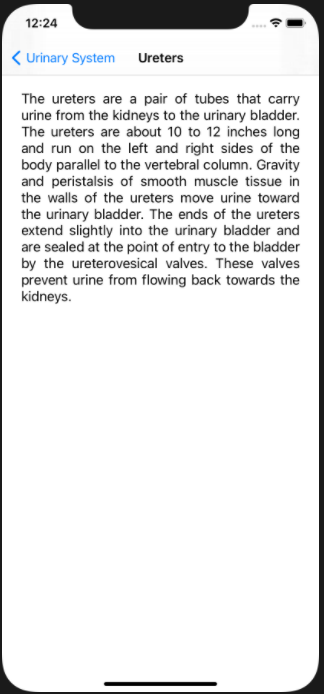 12:24
Urinary System
Ureters
The ureters are a pair of tubes that carry
urine from the kidneys to the urinary bladder.
The ureters are about 10 to 12 inches long
and run on the left and right sides of the
body parallel to the vertebral column. Gravity
and peristalsis of smooth muscle tissue in
the walls of the ureters move urine toward
the urinary bladder. The ends of the ureters
extend slightly into the urinary bladder and
are sealed at the point of entry to the bladder
by the ureterovesical valves. These valves
prevent urine from flowing back towards the
kidneys.